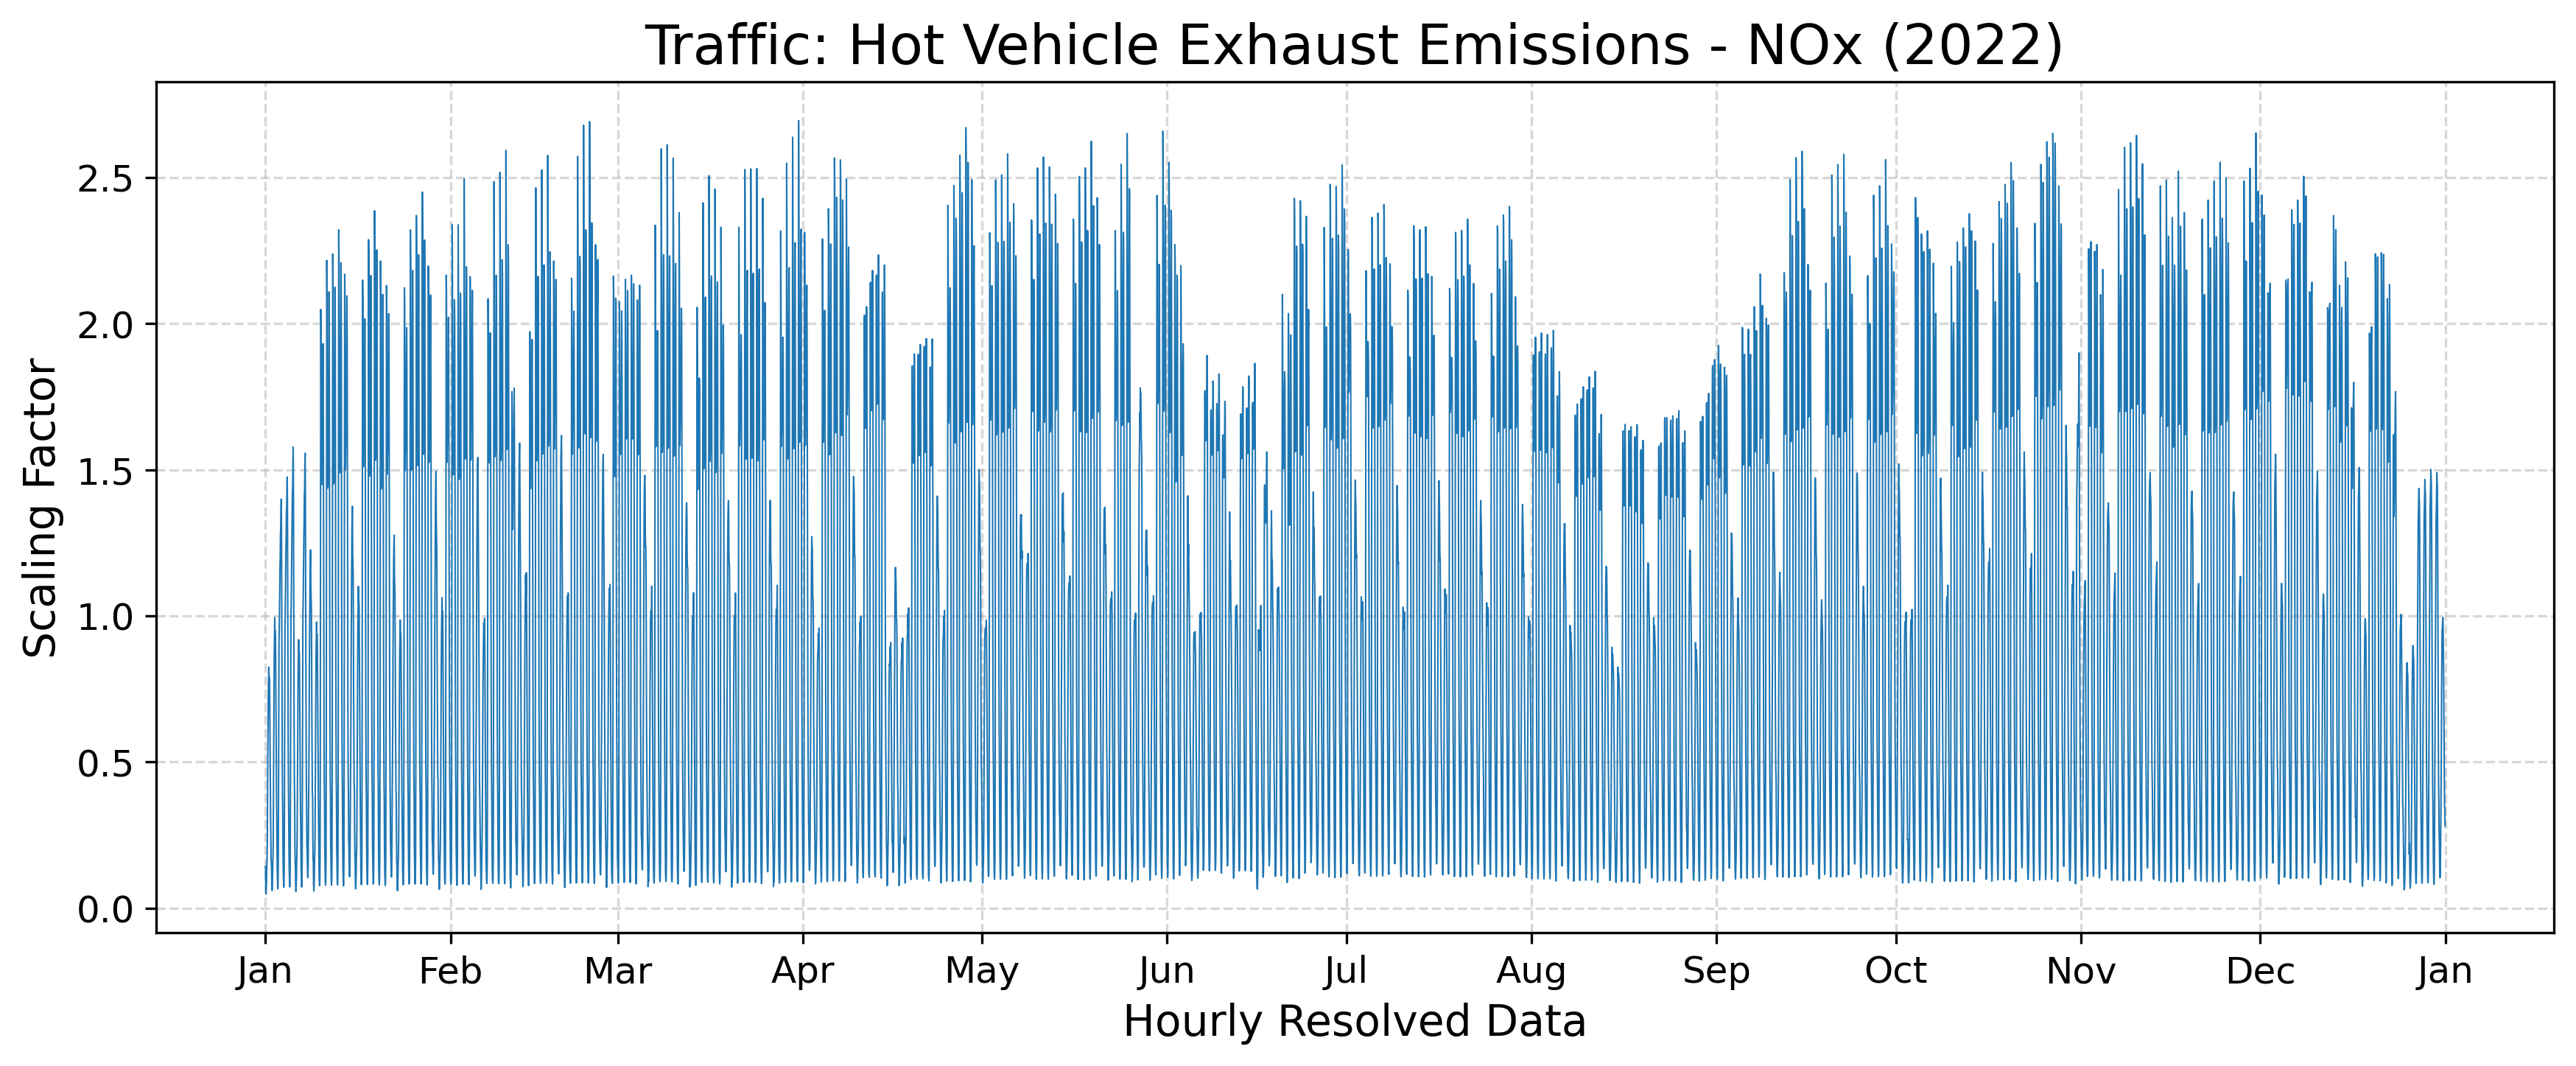 Traffic: Hot Vehicle Exhaust Emissions - NOx (2022)
Scaling Factor
2.5
2.0
1.5
1.0
0.5
0.0
Jan Feb Mar Apr May Jun Jul Aug Sep Oct Nov Dec Jan
Hourly Resolved Data